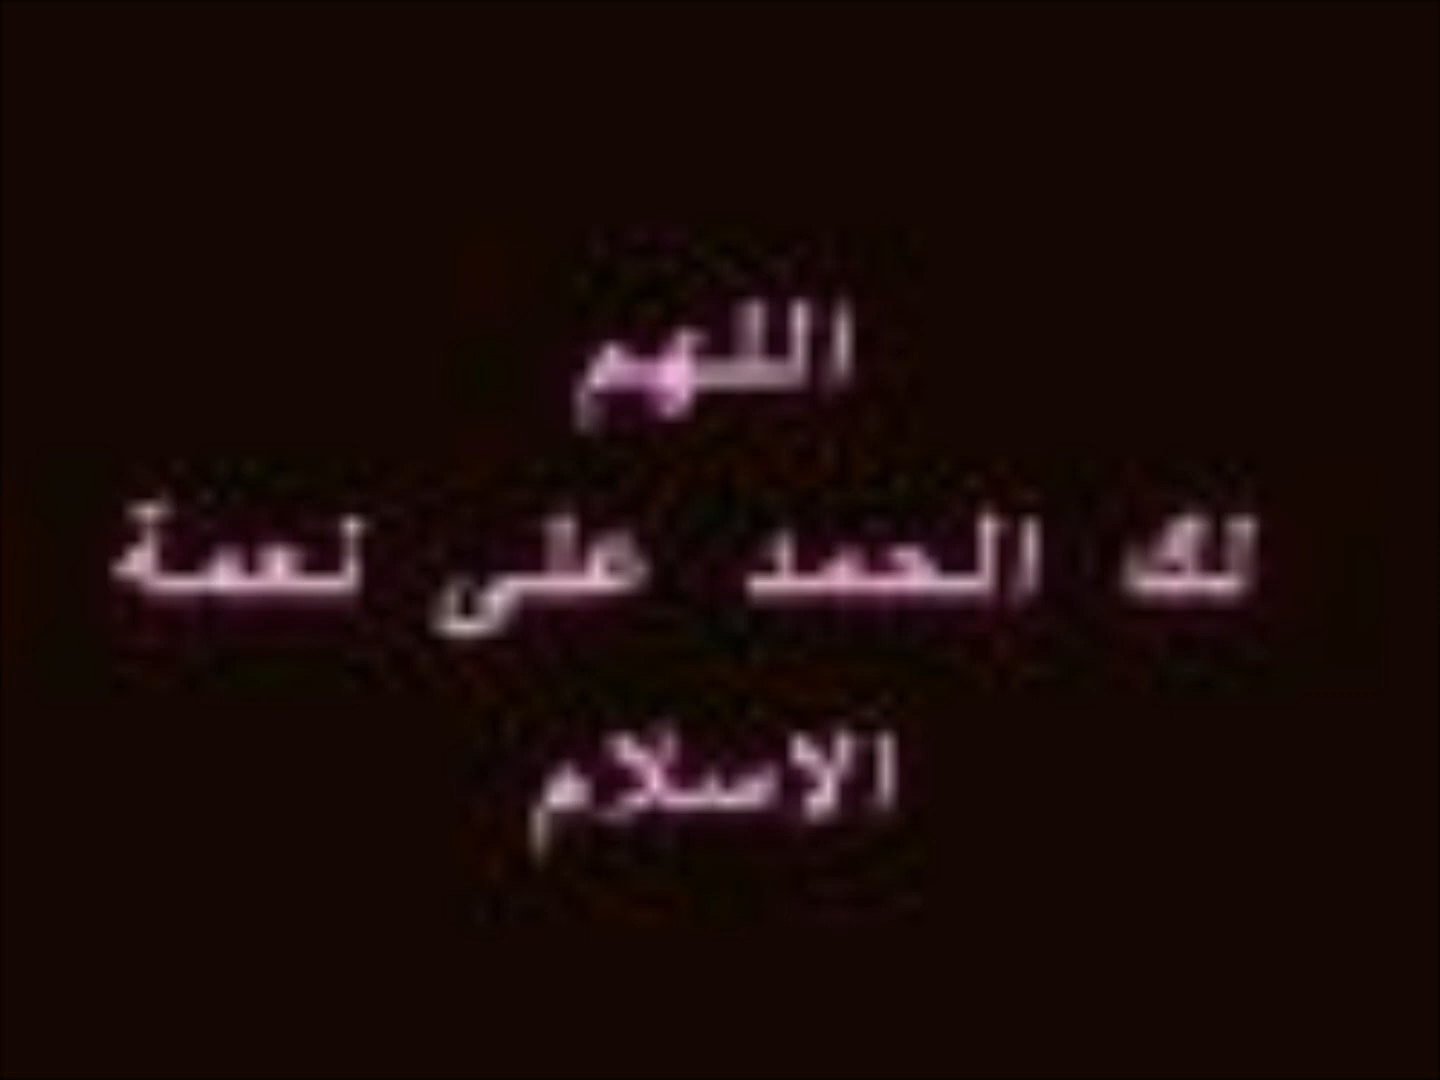 اللهم
لك الحمد على نعمة
الاسلام